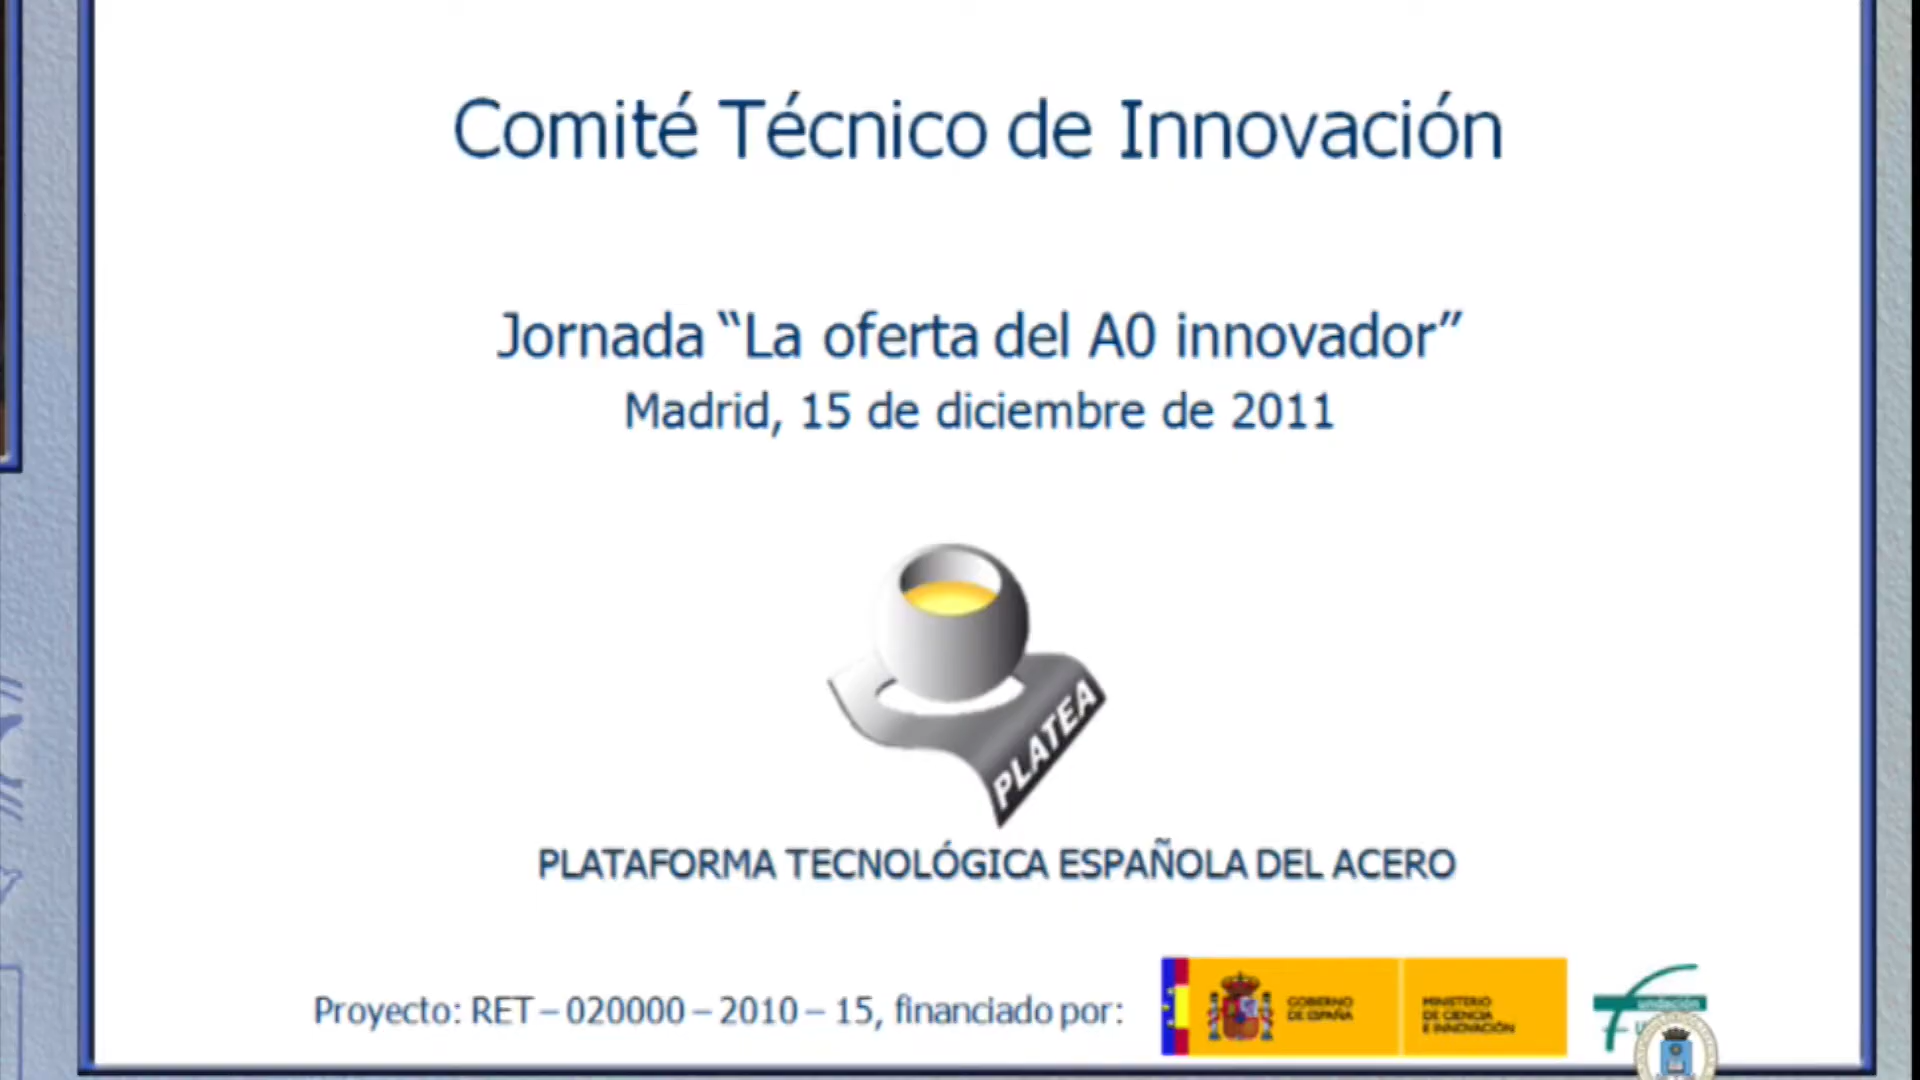 Comité Técnico de Innovación
Jornada “La oferta del A0 innovador”
Madrid, 15 de diciembre de 2011
PLATEA
PLATAFORMA TECNOLÓGICA ESPAÑOLA DEL ACERO
Proyecto: RET – 020000 – 2010 – 15, financiado por:
GOBIERNO
DE ESPAÑA
MINISTERIO
DE CIENCIA
E INNOVACIÓN
Fundación